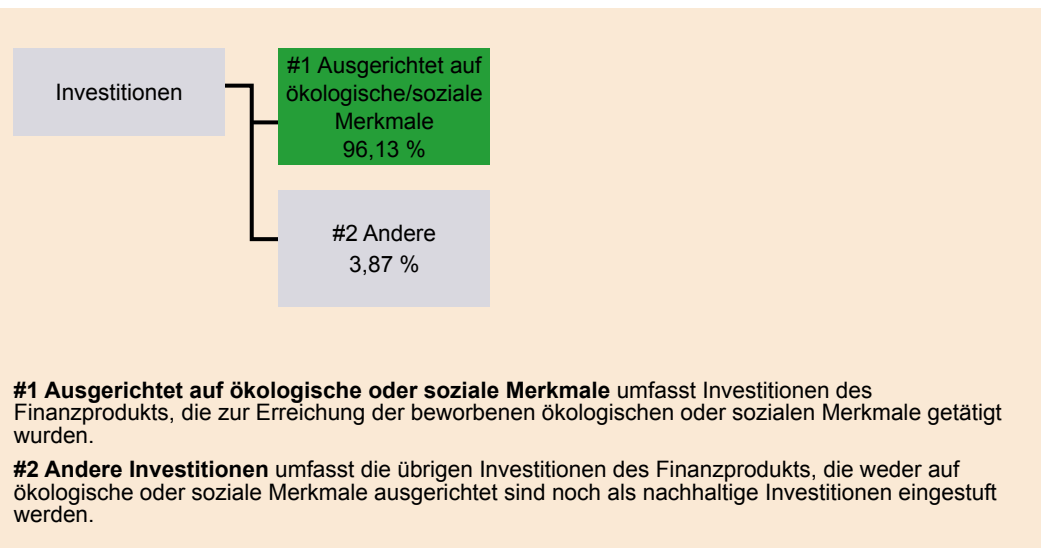 Investitionen
#1 Ausgerichtet auf
ökologische/soziale
Merkmale
96,13 %
#2 Andere
3,87 %
#1 Ausgerichtet auf ökologische oder soziale Merkmale umfasst Investitionen des
Finanzprodukts, die zur Erreichung der beworbenen ökologischen oder sozialen Merkmale getätigt
wurden.
#2 Andere Investitionen umfasst die übrigen Investitionen des Finanzprodukts, die weder auf
ökologische oder soziale Merkmale ausgerichtet sind noch als nachhaltige Investitionen eingestuft
werden.